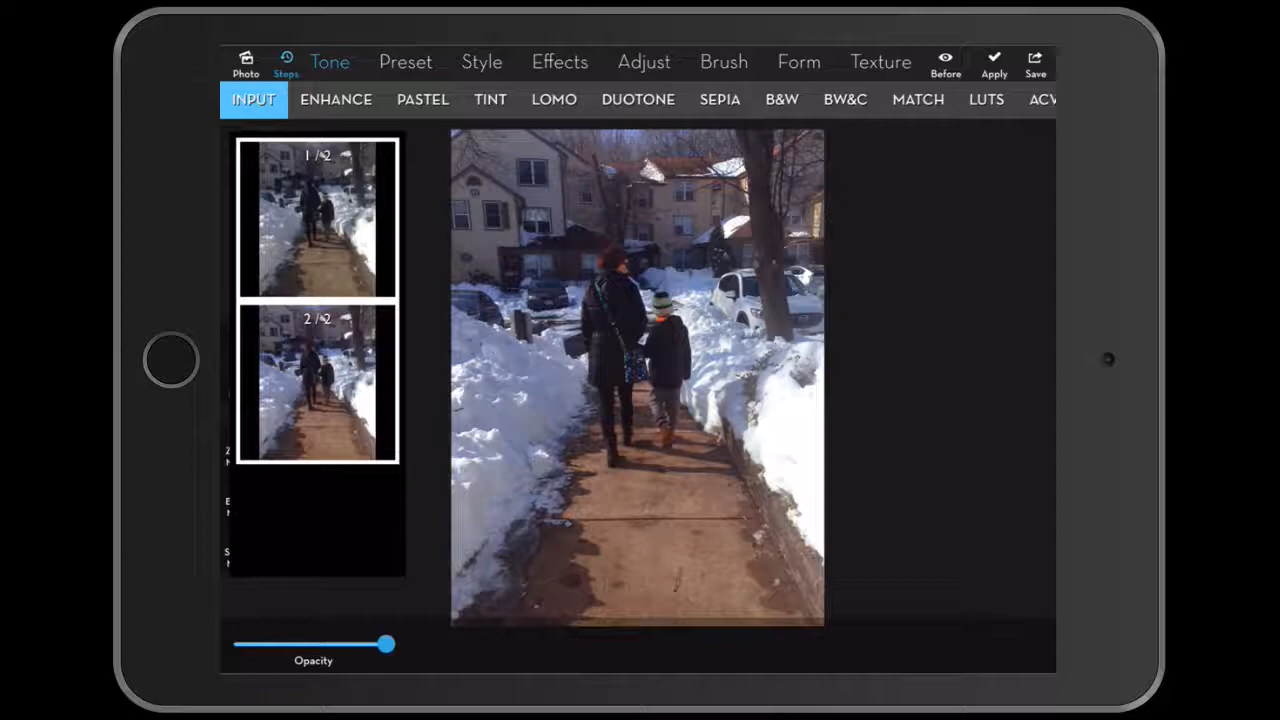 Photo Steps Tone Preset Style Effects Adjust Brush Form Texture Before Apply Save
INPUT ENHANCE PASTEL TINT LOMO DUOTONE SEPIA B&W BW&C MATCH LUTS ACV
1 / 2
2 / 2
Opacity